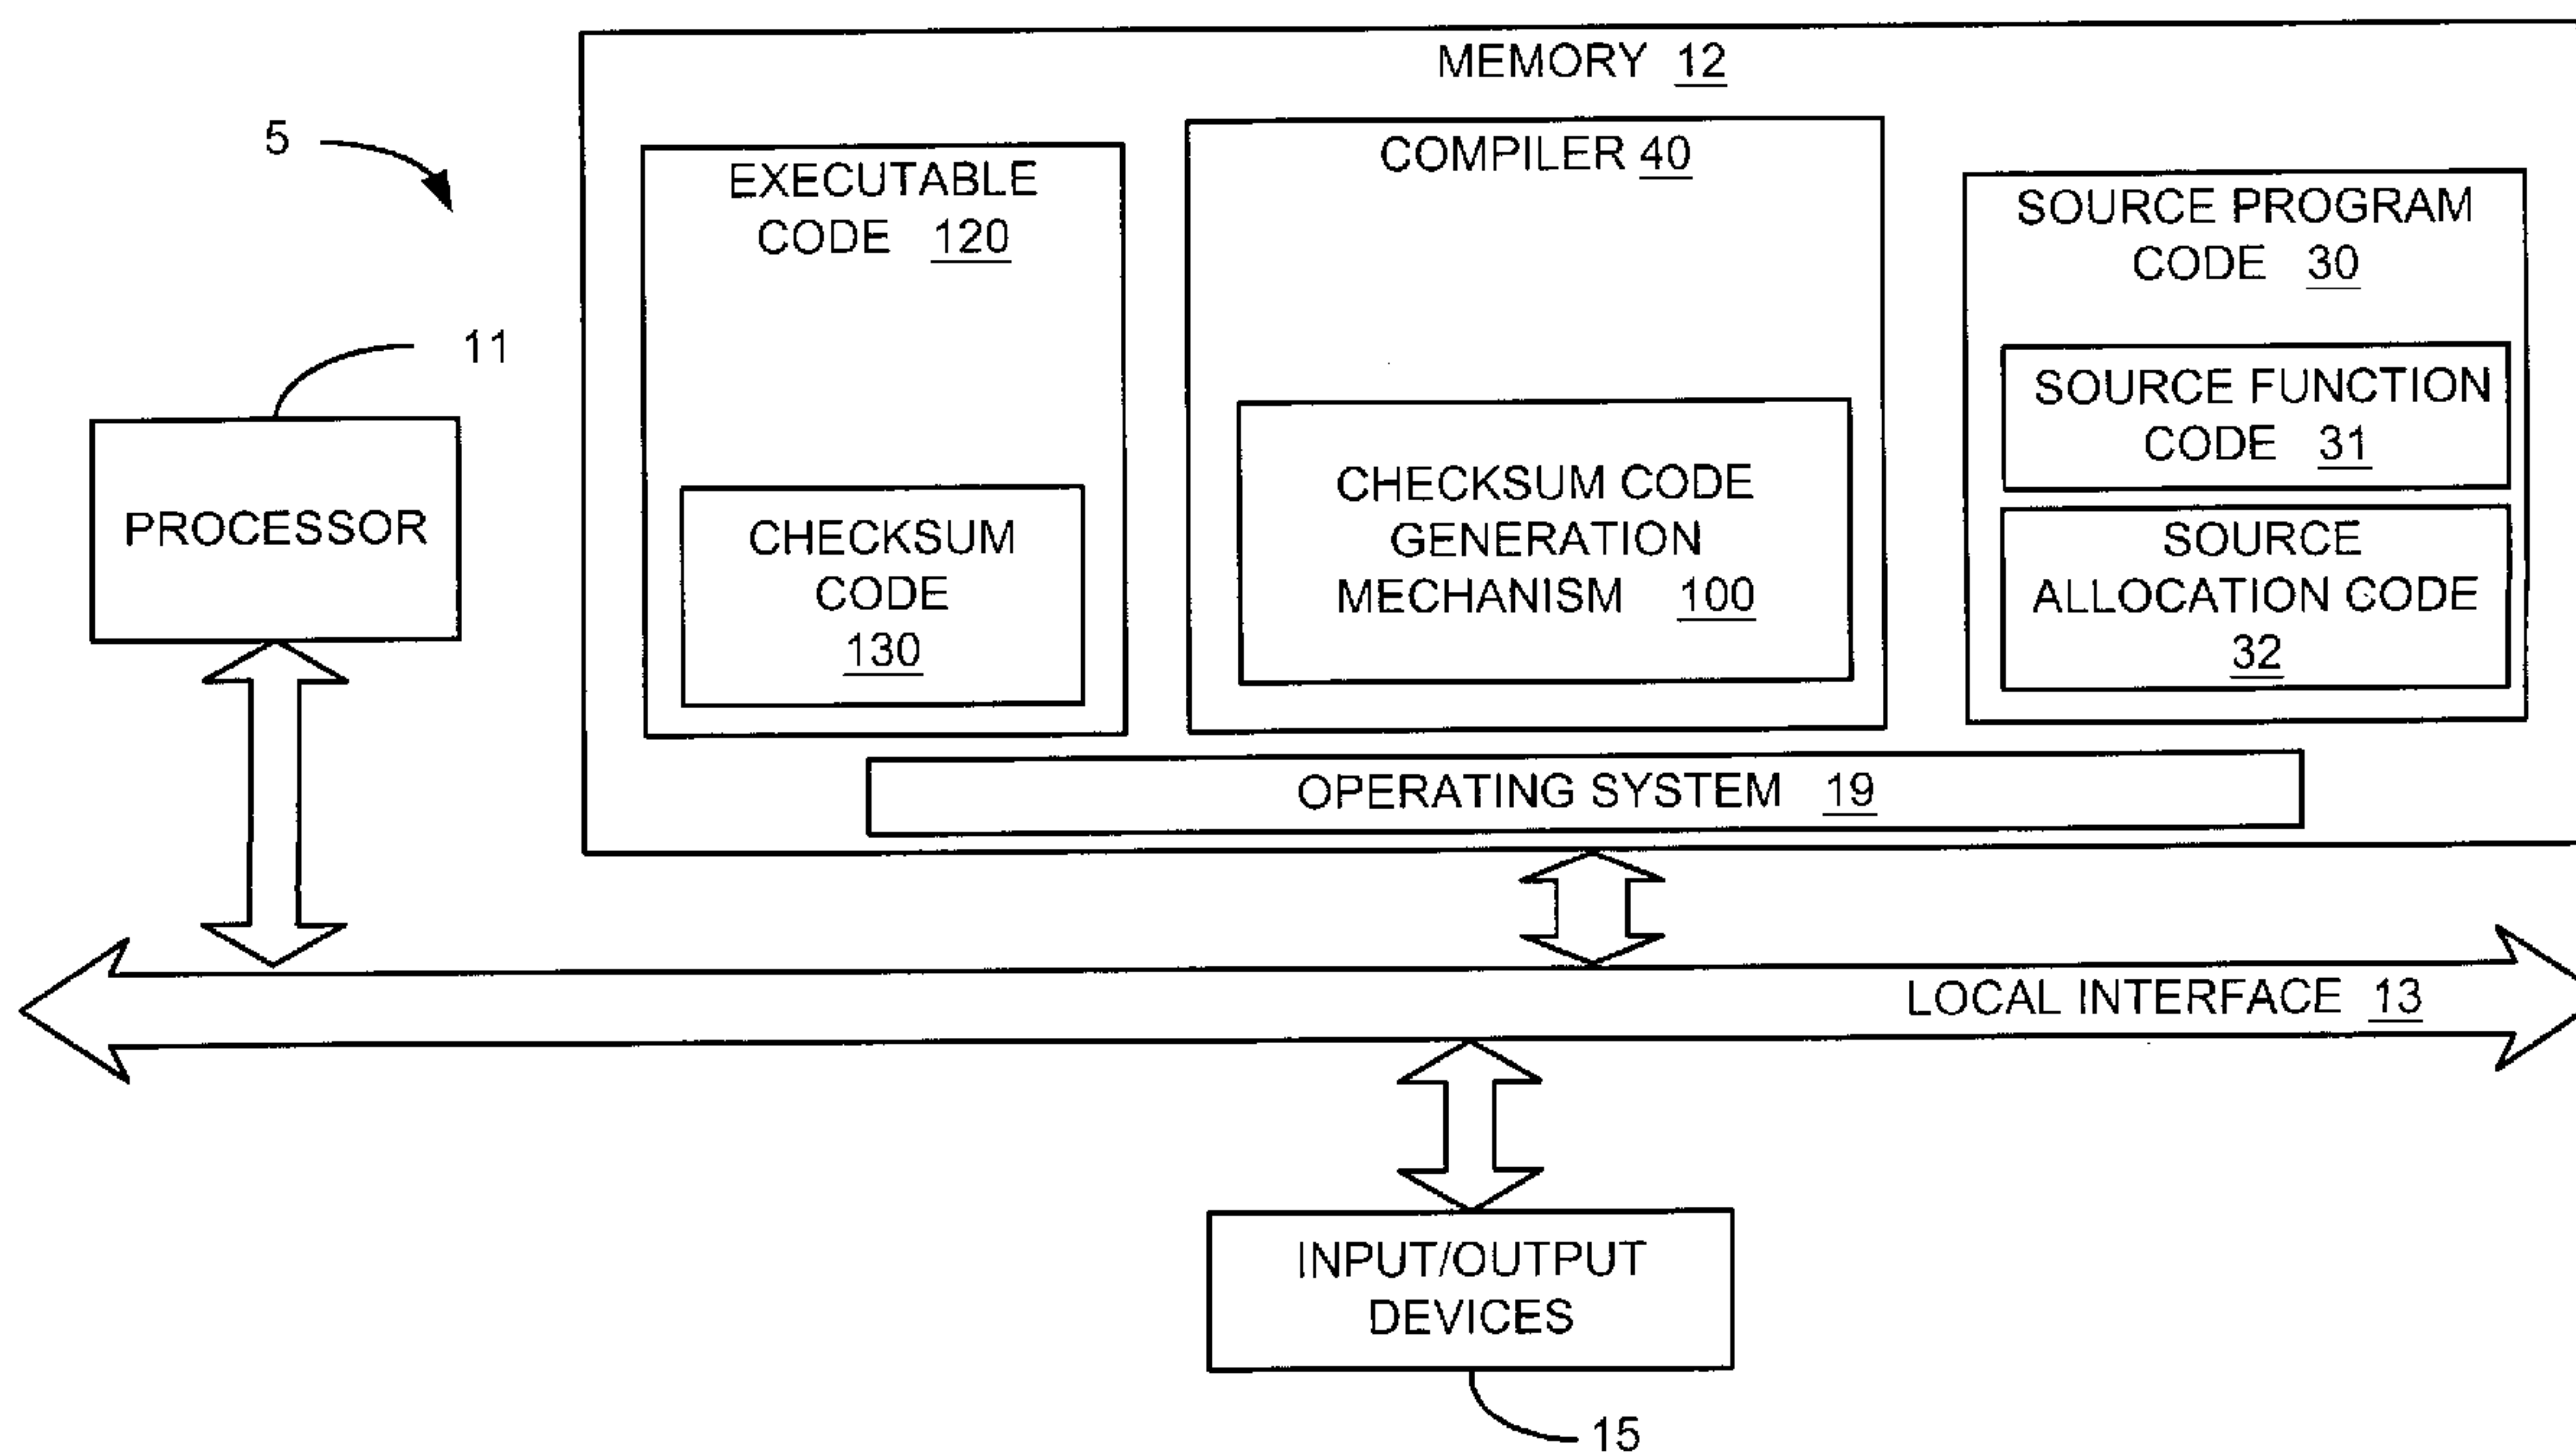 MEMORY 12
5
EXECUTABLE
CODE 120
CHECKSUM
CODE
130
COMPILER 40
CHECKSUM CODE
GENERATION
MECHANISM 100
SOURCE PROGRAM
CODE 30
SOURCE FUNCTION
CODE 31
SOURCE
ALLOCATION CODE
32
11
PROCESSOR
OPERATING SYSTEM 19
LOCAL INTERFACE 13
INPUT/OUTPUT
DEVICES
15